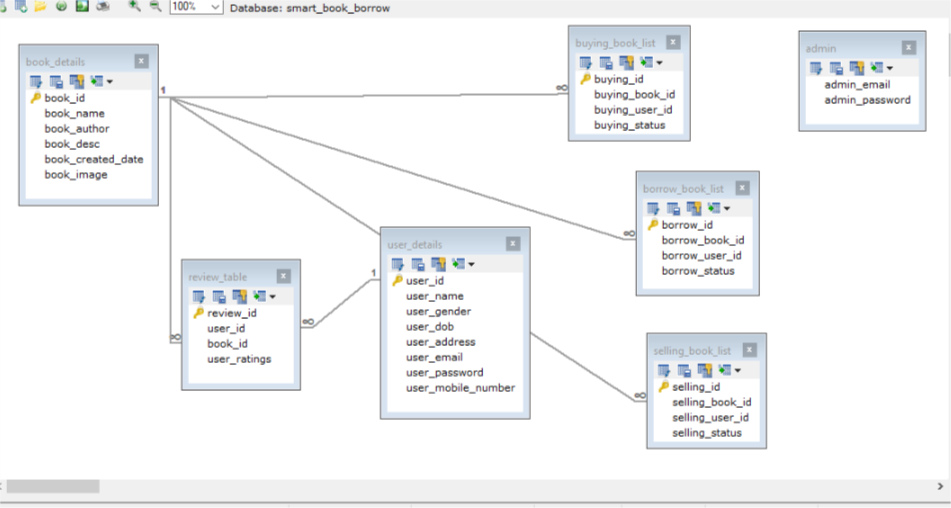 100% Database: smart_book_borrow
book_details
book_id
book_name
book_author
book_desc
book_created_date
book_image
1
buying_book_list
buying_id
buying_book_id
buying_user_id
buying_status
∞
admin
admin_email
admin_password
borrow_book_list
borrow_id
borrow_book_id
borrow_user_id
borrow_status
∞
user_details
user_id
user_name
user_gender
user_dob
user_address
user_email
user_password
user_mobile_number
1
review_table
review_id
user_id
book_id
user_ratings
∞
∞
selling_book_list
selling_id
selling_book_id
selling_user_id
selling_status
∞